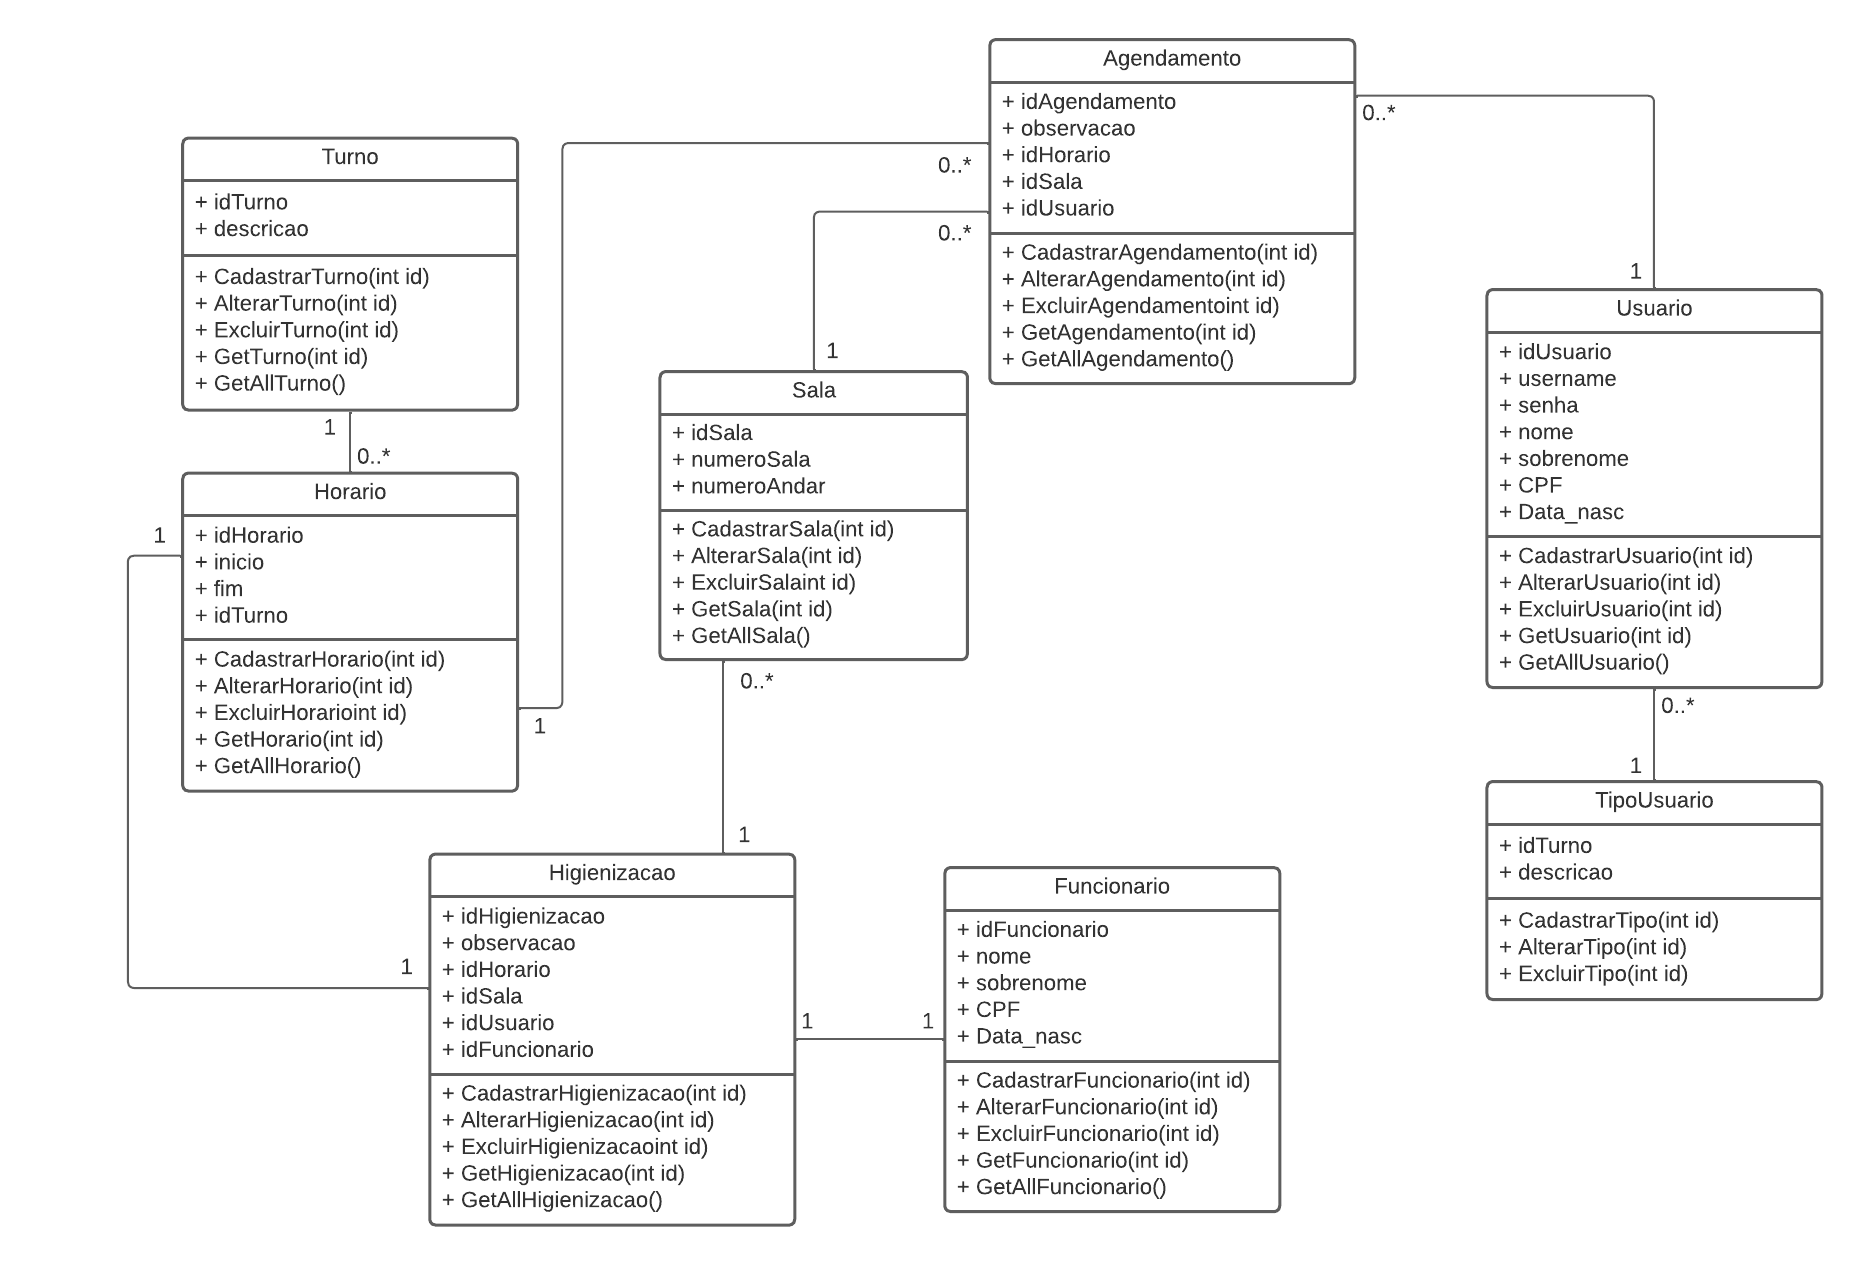 Agendamento
+ idAgendamento
+ observacao
+ idHorario
+ idSala
+ idUsuario
+ CadastrarAgendamento(int id)
+ AlterarAgendamento(int id)
+ ExcluirAgendamentoint id)
+ GetAgendamento(int id)
+ GetAllAgendamento()
0..*
0..*
0..*
1
1
Turno
+ idTurno
+ descricao
+ CadastrarTurno(int id)
+ AlterarTurno(int id)
+ ExcluirTurno(int id)
+ GetTurno(int id)
+ GetAllTurno()
1
0..*
Horario
+ idHorario
+ inicio
+ fim
+ idTurno
+ CadastrarHorario(int id)
+ AlterarHorario(int id)
+ ExcluirHorarioint id)
+ GetHorario(int id)
+ GetAllHorario()
1
1
Sala
+ idSala
+ numeroSala
+ numeroAndar
+ CadastrarSala(int id)
+ AlterarSala(int id)
+ ExcluirSalaint id)
+ GetSala(int id)
+ GetAllSala()
0..*
1
Usuario
+ idUsuario
+ username
+ senha
+ nome
+ sobrenome
+ CPF
+ Data_nasc
+ CadastrarUsuario(int id)
+ AlterarUsuario(int id)
+ ExcluirUsuario(int id)
+ GetUsuario(int id)
+ GetAllUsuario()
0..*
1
TipoUsuario
+ idTurno
+ descricao
+ CadastrarTipo(int id)
+ AlterarTipo(int id)
+ ExcluirTipo(int id)
Higienizacao
+ idHigienizacao
+ observacao
+ idHorario
+ idSala
+ idUsuario
+ idFuncionario
+ CadastrarHigienizacao(int id)
+ AlterarHigienizacao(int id)
+ ExcluirHigienizacaoint id)
+ GetHigienizacao(int id)
+ GetAllHigienizacao()
1
1
1
Funcionario
+ idFuncionario
+ nome
+ sobrenome
+ CPF
+ Data_nasc
+ CadastrarFuncionario(int id)
+ AlterarFuncionario(int id)
+ ExcluirFuncionario(int id)
+ GetFuncionario(int id)
+ GetAllFuncionario()